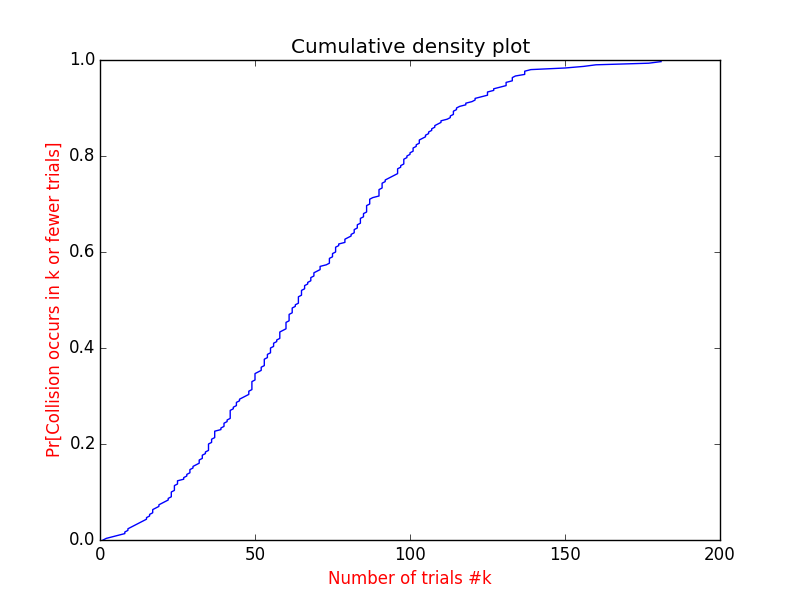 Cumulative density plot
Pr[Collision occurs in k or fewer trials]
1.0
0.8
0.6
0.4
0.2
0.0
0 50 100 150 200
Number of trials #k